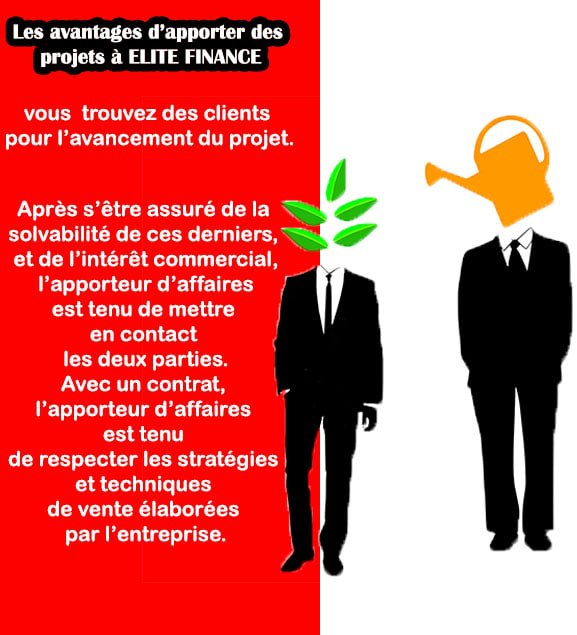 Les avantages d’apporter des
projets à ELITE FINANCE
vous trouvez des clients
pour l’avancement du projet.
Après s’être assuré de la
solvabilité de ces derniers,
et de l’intérêt commercial,
l’apporteur d’affaires
est tenu de mettre
en contact
les deux parties.
Avec un contrat,
l’apporteur d’affaires
est tenu
de respecter les stratégies
et techniques
de vente élaborées
par l’entreprise.